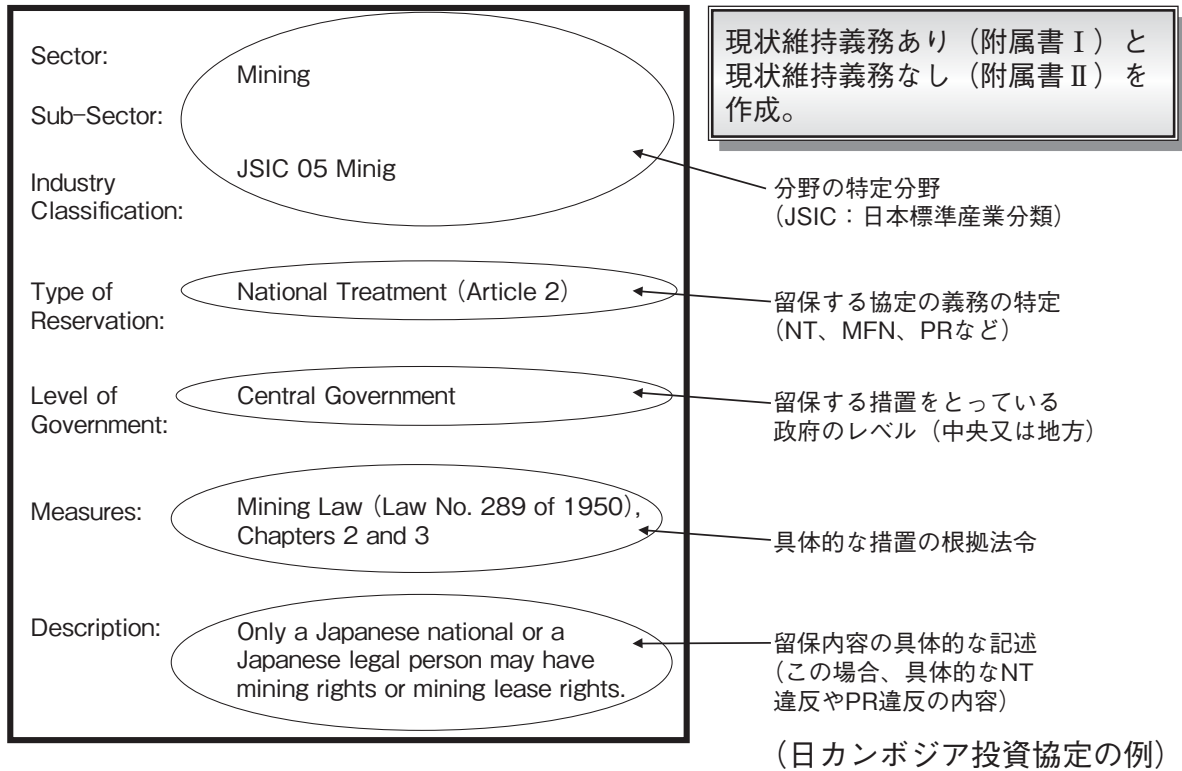 現状維持義務あり（附属書Ⅰ）と
現状維持義務なし（附属書Ⅱ）を
作成。
Sector:
Mining
Sub-Sector:
JSIC 05 Minig
Industry
Classification:
分野の特定分野
（JSIC：日本標準産業分類）
Type of
Reservation:
National Treatment（Article 2）
留保する協定の義務の特定
（NT、MFN、PRなど）
Level of
Government:
Central Government
留保する措置をとっている
政府のレベル（中央又は地方）
Measures:
Mining Law（Law No. 289 of 1950）,
Chapters 2 and 3
具体的な措置の根拠法令
Description:
Only a Japanese national or a
Japanese legal person may have
mining rights or mining lease rights.
留保内容の具体的な記述
（この場合、具体的なNT
違反やPR違反の内容）
（日カンボジア投資協定の例）